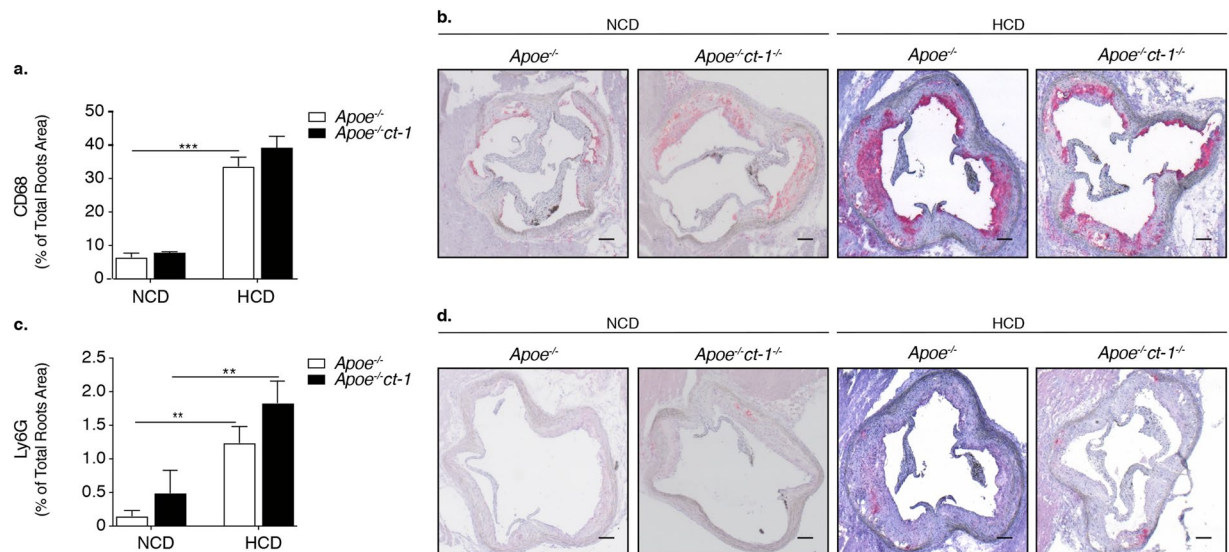 a.
CD68
(% of Total Roots Area)
50
40
30
20
10
0
***
NCD
HCD
Apoe-/-
Apoe-/-ct-1
b.
NCD
HCD
Apoe-/-
Apoe-/-ct-1-/-
Apoe-/-
Apoe-/-ct-1-/-
c.
Ly6G
(% of Total Roots Area)
2.5
2.0
1.5
1.0
0.5
0
**
**
NCD
HCD
Apoe-/-
Apoe-/-ct-1
d.
NCD
HCD
Apoe-/-
Apoe-/-ct-1-/-
Apoe-/-
Apoe-/-ct-1-/-